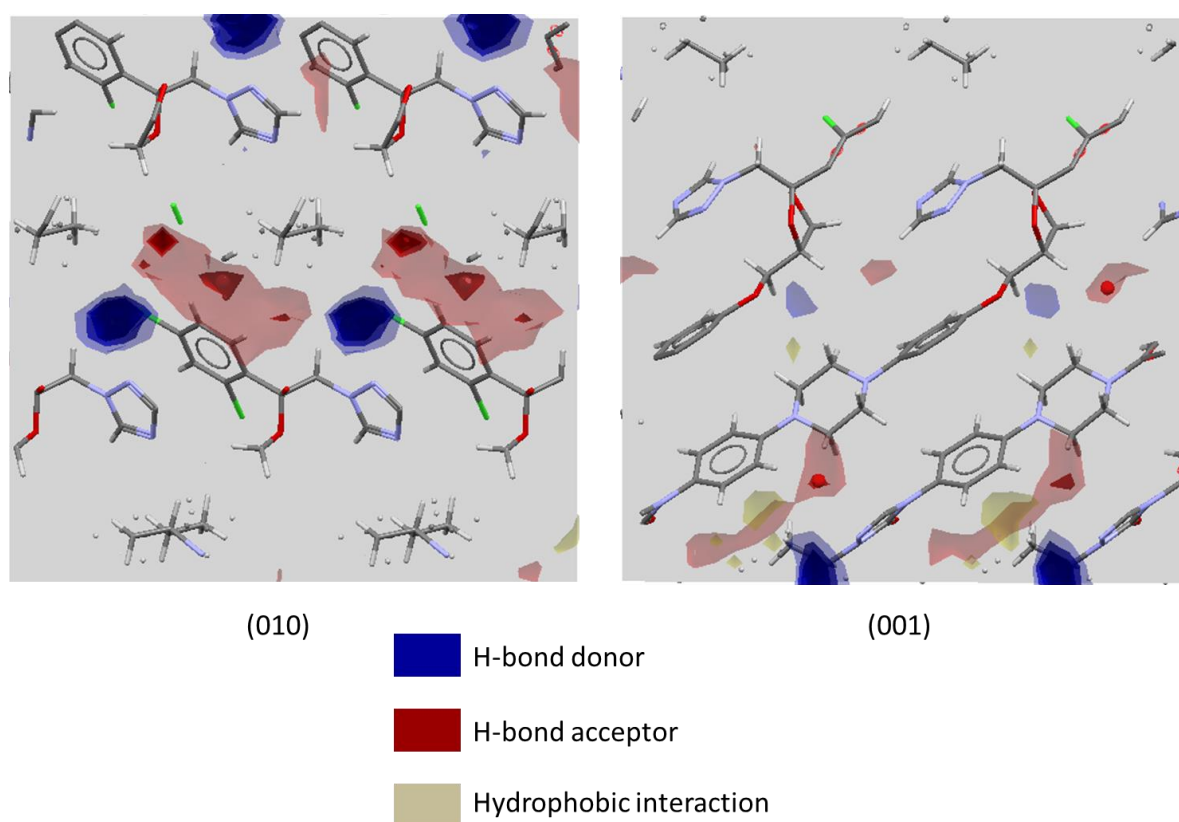 (010)
(001)
H-bond donor
H-bond acceptor
Hydrophobic interaction